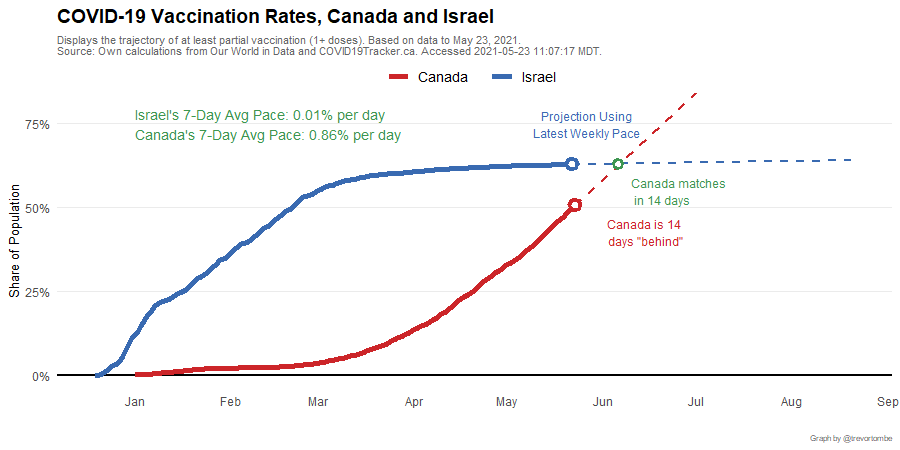 COVID-19 Vaccination Rates, Canada and Israel
Displays the trajectory of at least partial vaccination (1+ doses). Based on data to May 23, 2021.
Source: Own calculations from Our World in Data and COVID19Tracker.ca. Accessed 2021-05-23 11:07:17 MDT.
Canada
Israel
Israel's 7-Day Avg Pace: 0.01% per day
Canada's 7-Day Avg Pace: 0.86% per day
Projection Using
Latest Weekly Pace
Canada matches
in 14 days
Canada is 14
days "behind"
Share of Population
75%
50%
25%
0%
Jan
Feb
Mar
Apr
May
Jun
Jul
Aug
Sep
Graph by @trevortombe